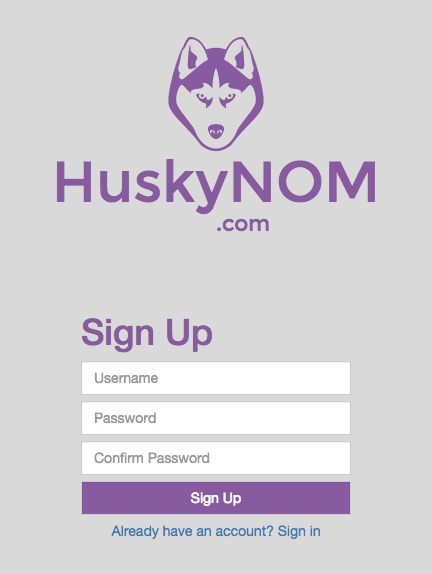 HuskyNOM
.com
Sign Up
Username
Password
Confirm Password
Sign Up
Already have an account? Sign in